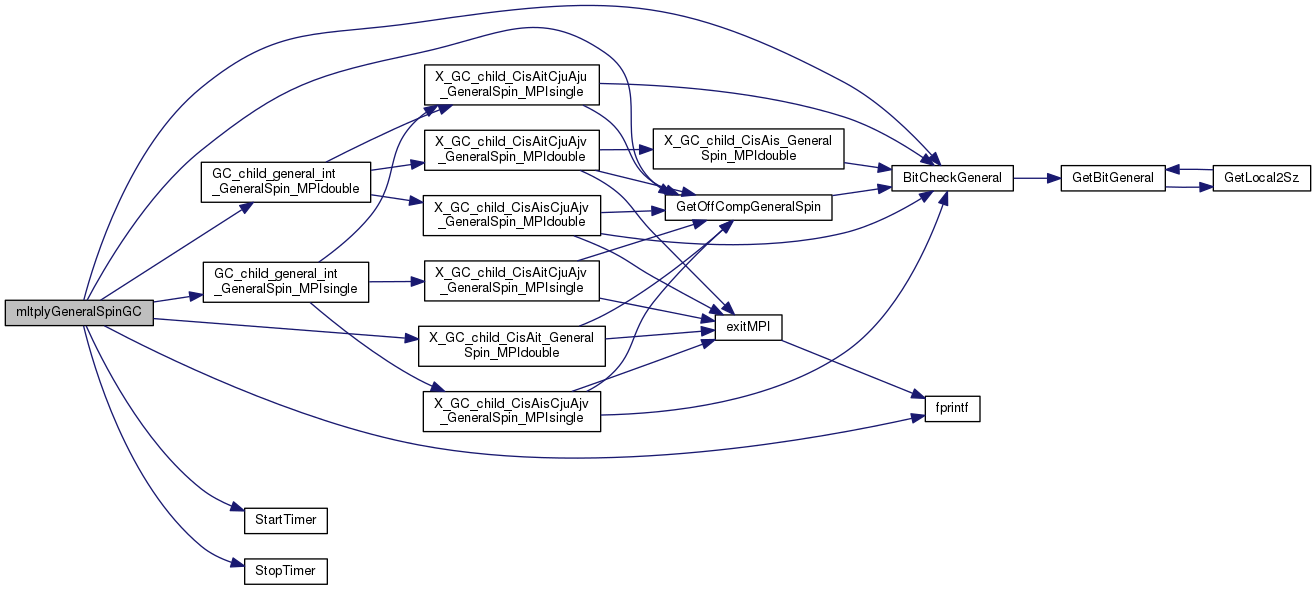 mltplyGeneralSpinGC
GC_child_general_int
_GeneralSpin_MPIdouble
GC_child_general_int
_GeneralSpin_MPIsingle
X_GC_child_CisAitCjuAju
_GeneralSpin_MPIsingle
X_GC_child_CisAitCjuAjv
_GeneralSpin_MPIdouble
X_GC_child_CisAisCjuAjv
_GeneralSpin_MPIdouble
X_GC_child_CisAitCjuAjv
_GeneralSpin_MPIsingle
X_GC_child_CisAit_General
Spin_MPIdouble
X_GC_child_CisAisCjuAjv
_GeneralSpin_MPIsingle
StartTimer
StopTimer
X_GC_child_CisAis_General
Spin_MPIdouble
GetOffCompGeneralSpin
exitMPI
BitCheckGeneral
fprintf
GetBitGeneral
GetLocal2Sz